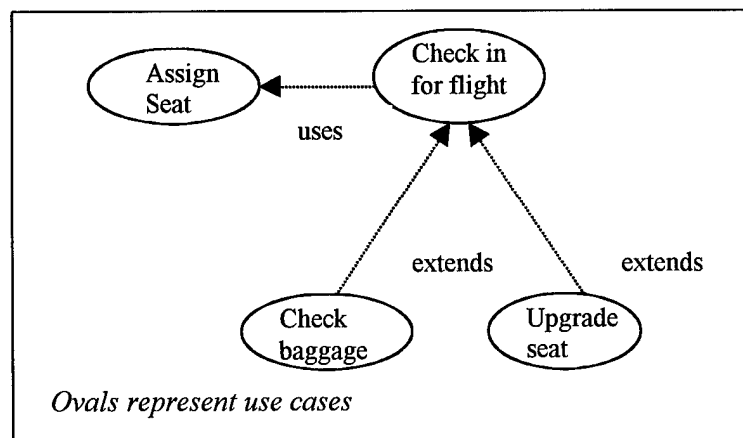 Assign
Seat
Check in
for flight
uses
extends
extends
Check
baggage
Upgrade
seat
Ovals represent use cases